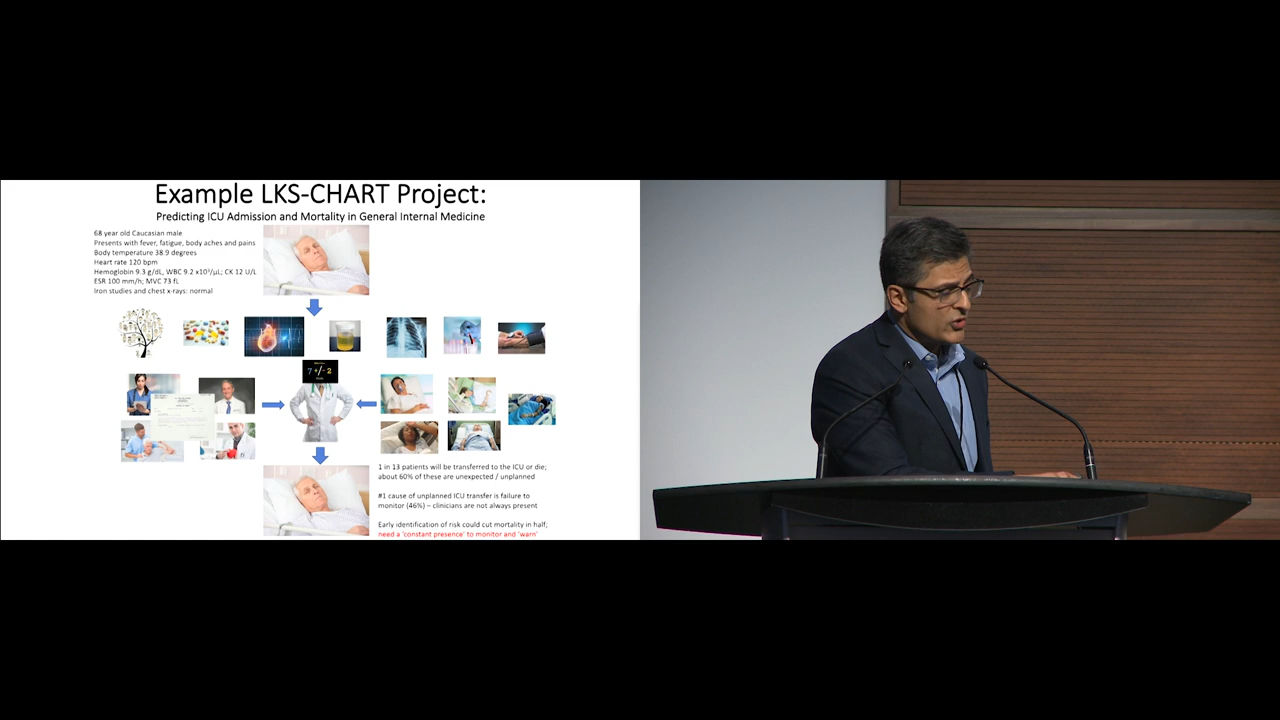 Example LKS-CHART Project:
Predicting ICU Admission and Mortality in General Internal Medicine
68 year old Caucasian male
Presents with fever, fatigue, body aches and pains
Body temperature 38.9 degrees
Heart rate 120 bpm
Hemoglobin 9.3 g/dL, WBC 9.2 x10³/µL; CK 12 U/L
ESR 100 mm/h; MVC 73 fL
Iron studies and chest x-rays: normal
7 +/- 2
1 in 13 patients will be transferred to the ICU or die;
about 60% of these are unexpected / unplanned
#1 cause of unplanned ICU transfer is failure to
monitor (46%) – clinicians are not always present
Early identification of risk could cut mortality in half;
need a 'constant presence' to monitor and 'warn'